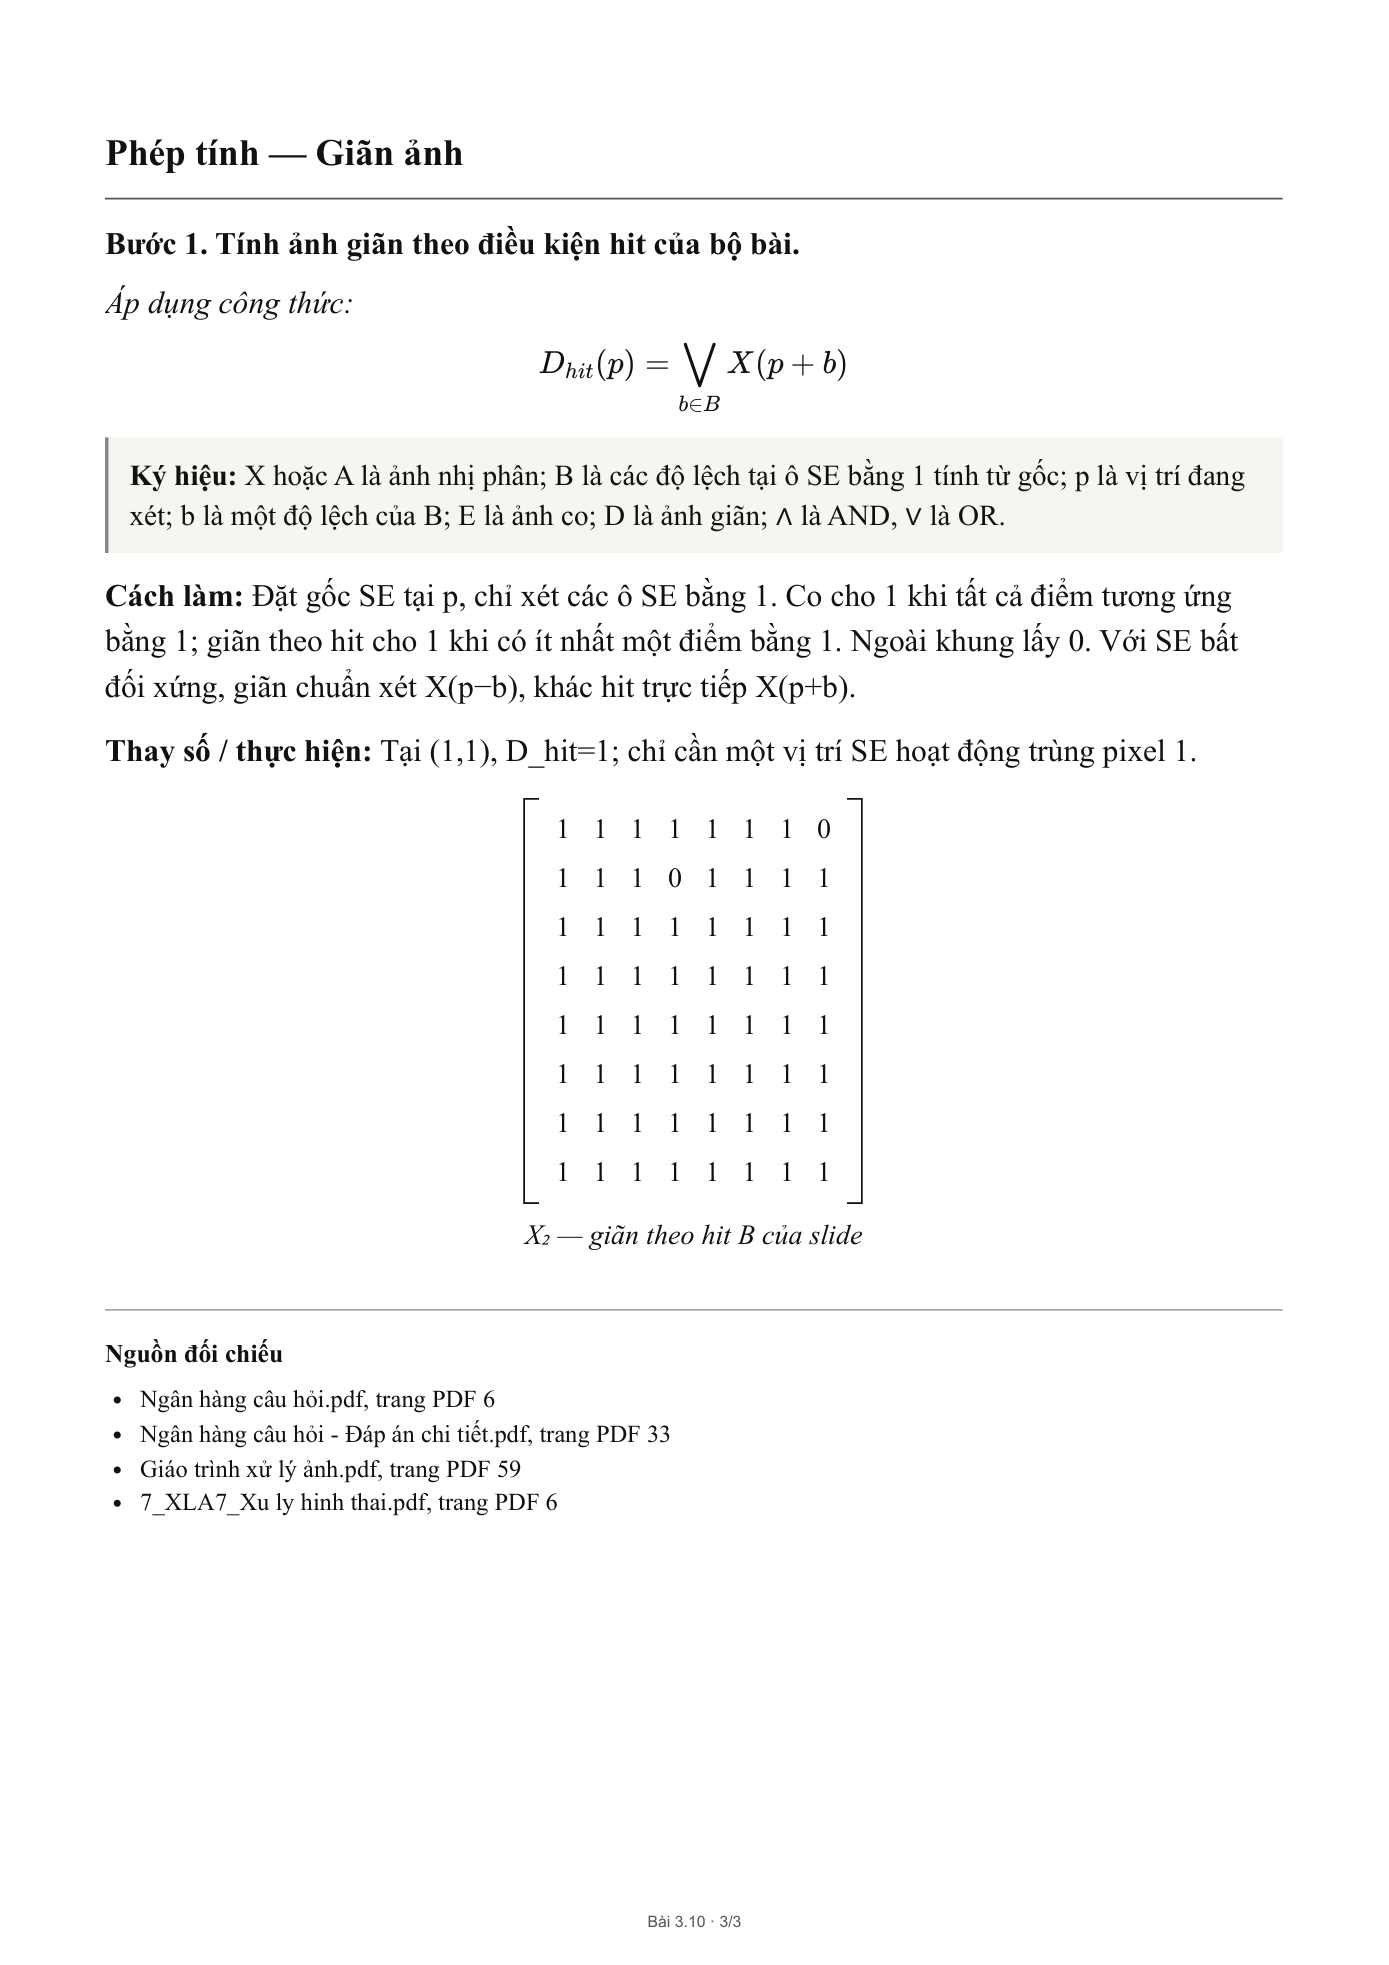 Phép tính — Giãn ảnh
Bước 1. Tính ảnh giãn theo điều kiện hit của bộ bài.
Áp dụng công thức:
D_hit(p) = ⋁_{b∈B} X(p + b)
Ký hiệu: X hoặc A là ảnh nhị phân; B là các độ lệch tại ô SE bằng 1 tính từ gốc; p là vị trí đang
xét; b là một độ lệch của B; E là ảnh co; D là ảnh giãn; ∧ là AND, ∨ là OR.
Cách làm: Đặt gốc SE tại p, chỉ xét các ô SE bằng 1. Co cho 1 khi tất cả điểm tương ứng
bằng 1; giãn theo hit cho 1 khi có ít nhất một điểm bằng 1. Ngoài khung lấy 0. Với SE bất
đối xứng, giãn chuẩn xét X(p−b), khác hit trực tiếp X(p+b).
Thay số / thực hiện: Tại (1,1), D_hit=1; chỉ cần một vị trí SE hoạt động trùng pixel 1.
1 1 1 1 1 1 1 0
1 1 1 0 1 1 1 1
1 1 1 1 1 1 1 1
1 1 1 1 1 1 1 1
1 1 1 1 1 1 1 1
1 1 1 1 1 1 1 1
1 1 1 1 1 1 1 1
1 1 1 1 1 1 1 1
X₂ — giãn theo hit B của slide
Nguồn đối chiếu
• Ngân hàng câu hỏi.pdf, trang PDF 6
• Ngân hàng câu hỏi - Đáp án chi tiết.pdf, trang PDF 33
• Giáo trình xử lý ảnh.pdf, trang PDF 59
• 7_XLA7_Xu ly hinh thai.pdf, trang PDF 6
Bài 3.10 · 3/3